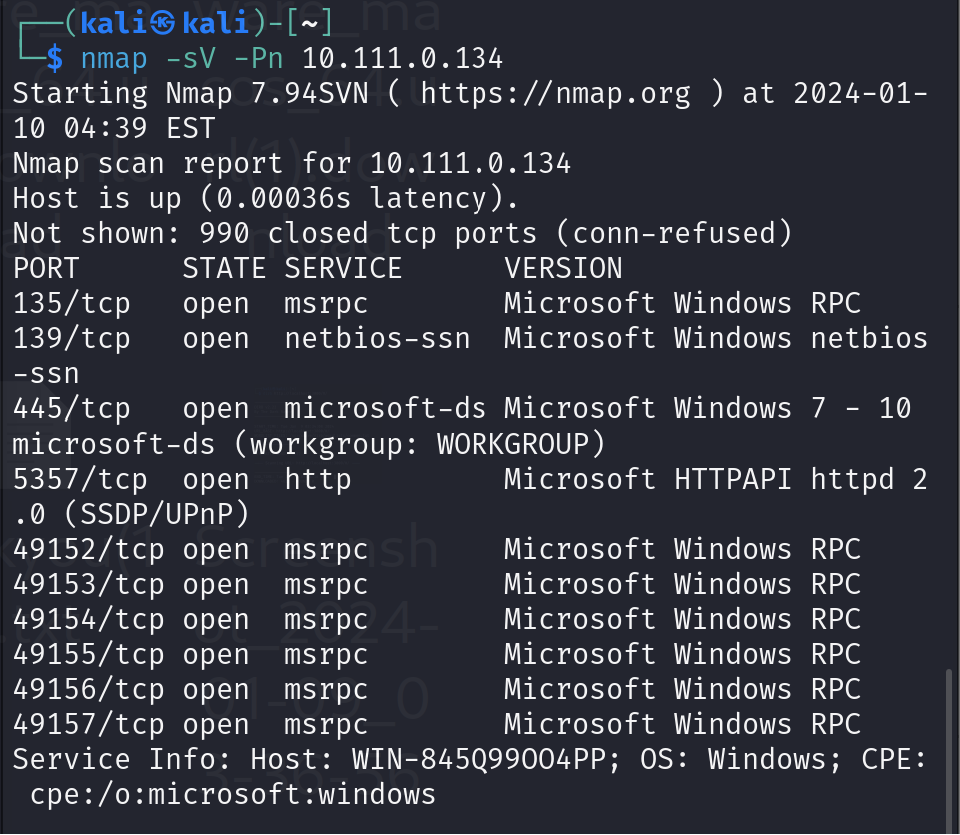 ┌──(kali㉿kali)-[~]
└─$ nmap -sV -Pn 10.111.0.134
Starting Nmap 7.94SVN ( https://nmap.org ) at 2024-01-
10 04:39 EST
Nmap scan report for 10.111.0.134
Host is up (0.00036s latency).
Not shown: 990 closed tcp ports (conn-refused)
PORT      STATE SERVICE      VERSION
135/tcp   open  msrpc        Microsoft Windows RPC
139/tcp   open  netbios-ssn  Microsoft Windows netbios
-ssn
445/tcp   open  microsoft-ds Microsoft Windows 7 - 10
microsoft-ds (workgroup: WORKGROUP)
5357/tcp  open  http         Microsoft HTTPAPI httpd 2
.0 (SSDP/UPnP)
49152/tcp open  msrpc        Microsoft Windows RPC
49153/tcp open  msrpc        Microsoft Windows RPC
49154/tcp open  msrpc        Microsoft Windows RPC
49155/tcp open  msrpc        Microsoft Windows RPC
49156/tcp open  msrpc        Microsoft Windows RPC
49157/tcp open  msrpc        Microsoft Windows RPC
Service Info: Host: WIN-845Q99OO4PP; OS: Windows; CPE:
 cpe:/o:microsoft:windows